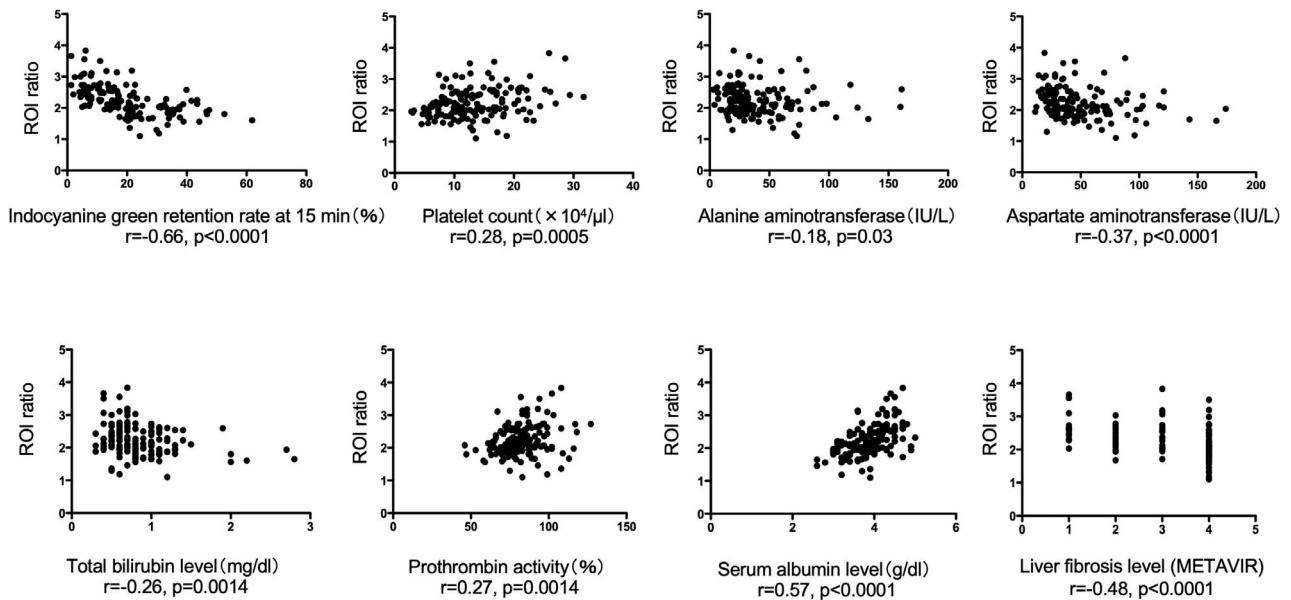 5
4
3
2
1
0
ROI ratio
0 20 40 60 80
Indocyanine green retention rate at 15 min(%)
r=-0.66, p<0.0001
5
4
3
2
1
0
ROI ratio
0 10 20 30 40
Platelet count(×10⁴/μl)
r=0.28, p=0.0005
5
4
3
2
1
0
ROI ratio
0 50 100 150 200
Alanine aminotransferase(IU/L)
r=-0.18, p=0.03
5
4
3
2
1
0
ROI ratio
0 50 100 150 200
Aspartate aminotransferase(IU/L)
r=-0.37, p<0.0001
5
4
3
2
1
0
ROI ratio
0 1 2 3
Total bilirubin level(mg/dl)
r=-0.26, p=0.0014
5
4
3
2
1
0
ROI ratio
0 50 100 150
Prothrombin activity(%)
r=0.27, p=0.0014
5
4
3
2
1
0
ROI ratio
0 2 4 6
Serum albumin level(g/dl)
r=0.57, p<0.0001
5
4
3
2
1
0
ROI ratio
0 1 2 3 4 5
Liver fibrosis level (METAVIR)
r=-0.48, p<0.0001